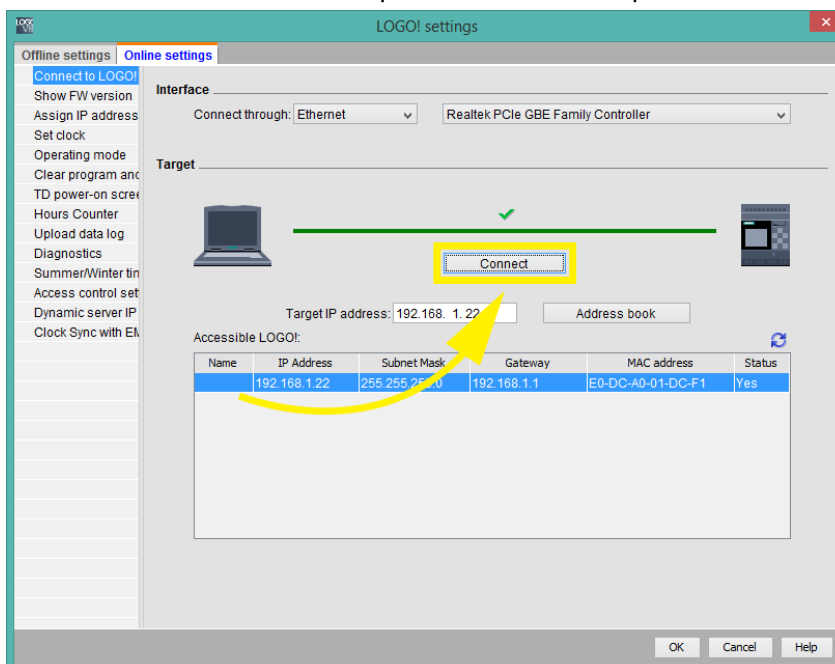 LOGO! settings
Offline settings Online settings
Connect to LOGO!
Show FW version
Assign IP address
Set clock
Operating mode
Clear program and
TD power-on scree
Hours Counter
Upload data log
Diagnostics
Summer/Winter tin
Access control set
Dynamic server IP
Clock Sync with EM
Interface
Connect through: Ethernet Realtek PCIe GBE Family Controller
Target
Connect
Target IP address: 192.168. 1. 22 Address book
Accessible LOGO!:
Name IP Address Subnet Mask Gateway MAC address Status
192.168.1.22 255.255.255.0 192.168.1.1 E0-DC-A0-01-DC-F1 Yes
OK Cancel Help